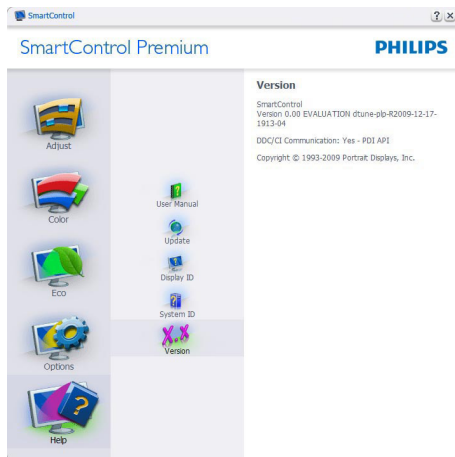 SmartControl
SmartControl Premium
PHILIPS
Adjust
Color
Eco
Options
Help
User Manual
Update
Display ID
System ID
X.X
Version
Version
SmartControl
Version 0.00 EVALUATION dtune-plp-R2009-12-17-
1913-04
DDC/CI Communication: Yes - PDI API
Copyright © 1993-2009 Portrait Displays, Inc.